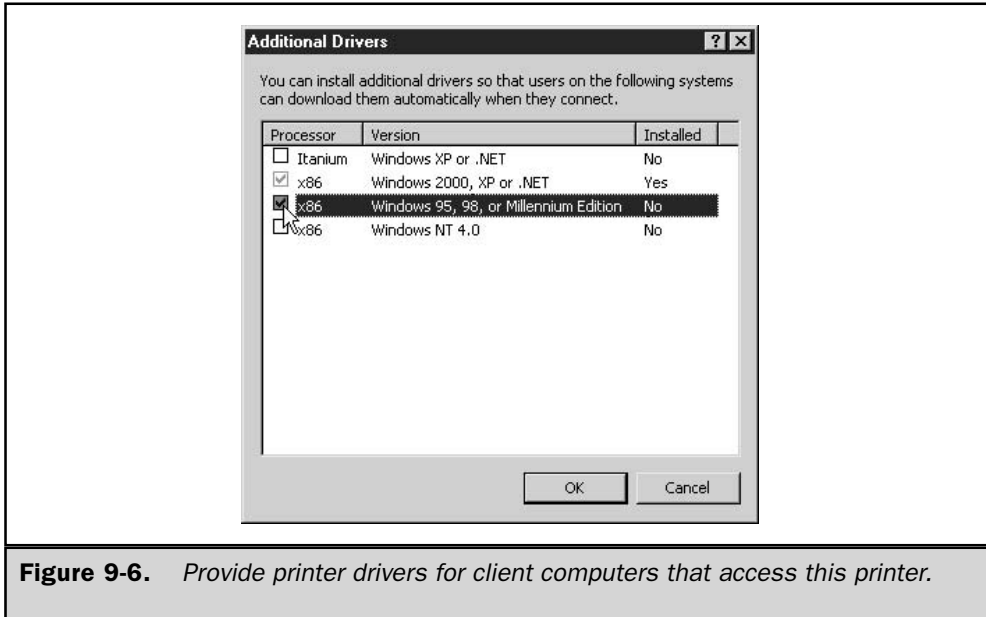 Additional Drivers
You can install additional drivers so that users on the following systems
can download them automatically when they connect.
Processor Version Installed
Itanium Windows XP or .NET No
x86 Windows 2000, XP or .NET Yes
x86 Windows 95, 98, or Millennium Edition No
x86 Windows NT 4.0 No
OK Cancel
Figure 9-6. Provide printer drivers for client computers that access this printer.